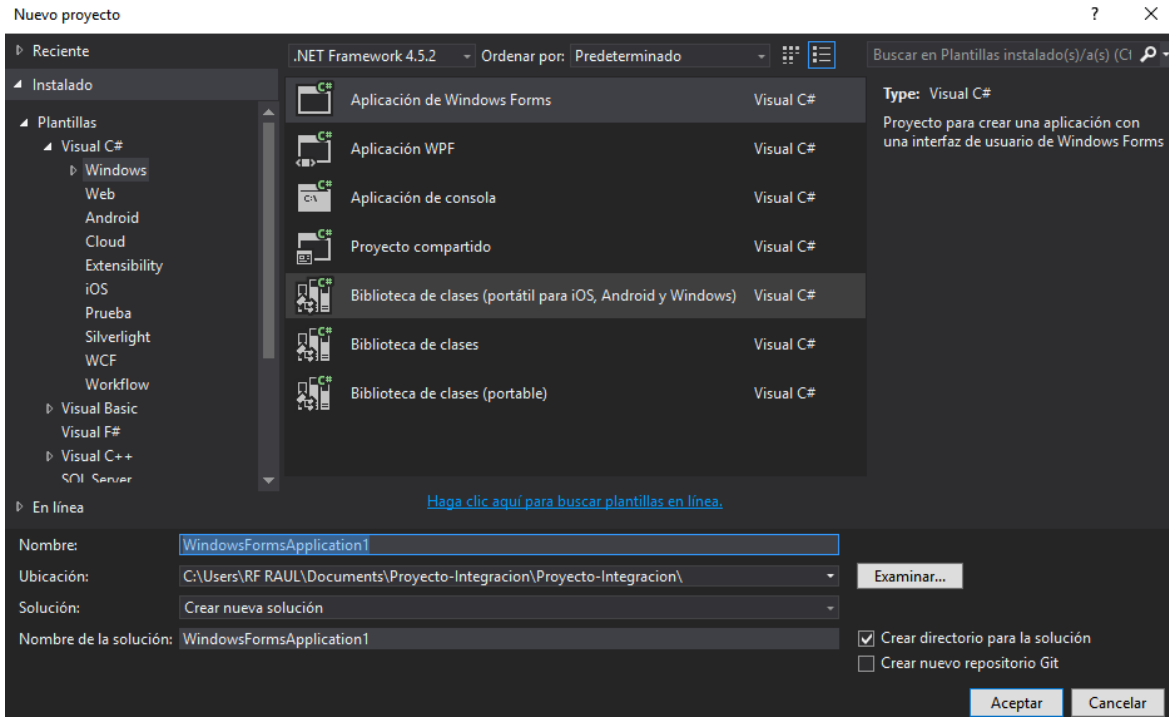 Nuevo proyecto
?
Reciente
.NET Framework 4.5.2
Ordenar por:
Predeterminado
Buscar en Plantillas instalado(s)/a(s) (Ct
Instalado
Plantillas
Visual C#
Windows
Web
Android
Cloud
Extensibility
iOS
Prueba
Silverlight
WCF
Workflow
Visual Basic
Visual F#
Visual C++
SQL Server
En línea
C#
Aplicación de Windows Forms
Visual C#
C#
Aplicación WPF
Visual C#
C#
C:\
Aplicación de consola
Visual C#
C#
Proyecto compartido
Visual C#
C#
Biblioteca de clases (portátil para iOS, Android y Windows)
Visual C#
C#
Biblioteca de clases
Visual C#
C#
Biblioteca de clases (portable)
Visual C#
Haga clic aquí para buscar plantillas en línea.
Type: Visual C#
Proyecto para crear una aplicación con
una interfaz de usuario de Windows Forms
Nombre:
WindowsFormsApplication1
Ubicación:
C:\Users\RF RAUL\Documents\Proyecto-Integracion\Proyecto-Integracion\
Examinar...
Solución:
Crear nueva solución
Nombre de la solución:
WindowsFormsApplication1
Crear directorio para la solución
Crear nuevo repositorio Git
Aceptar
Cancelar